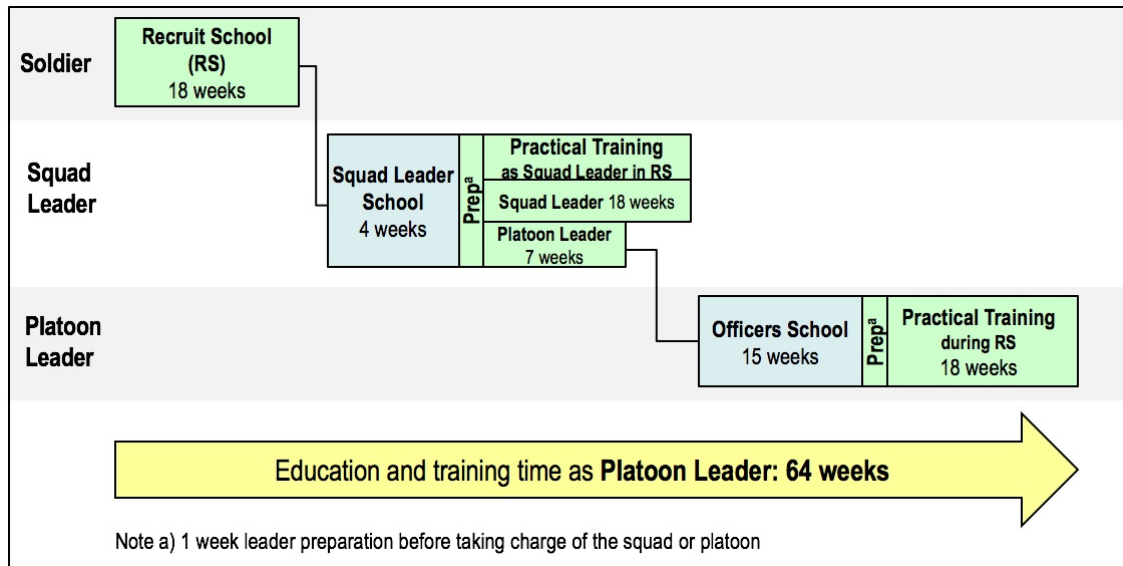 Soldier
Recruit School
(RS)
18 weeks
Squad
Leader
Squad Leader
School
4 weeks
Prepᵃ
Practical Training
as Squad Leader in RS
Squad Leader 18 weeks
Platoon Leader
7 weeks
Platoon
Leader
Officers School
15 weeks
Prepᵃ
Practical Training
during RS
18 weeks
Education and training time as Platoon Leader: 64 weeks
Note a) 1 week leader preparation before taking charge of the squad or platoon